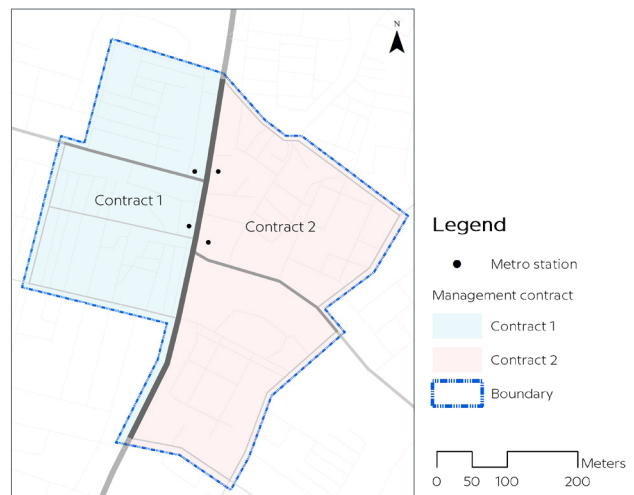 N
Contract 1
Contract 2
Legend
Metro station
Management contract
Contract 1
Contract 2
Boundary
Meters
0 50 100 200